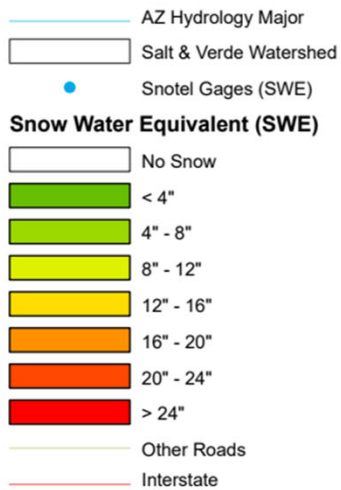 AZ Hydrology Major
Salt & Verde Watershed
Snotel Gages (SWE)
Snow Water Equivalent (SWE)
No Snow
< 4"
4" - 8"
8" - 12"
12" - 16"
16" - 20"
20" - 24"
> 24"
Other Roads
Interstate